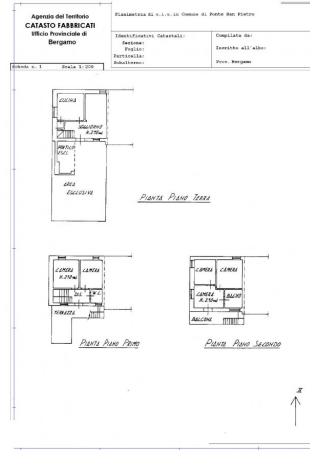 Agenzia del Territorio
CATASTO FABBRICATI
Ufficio Provinciale di
Bergamo
Planimetria di u.i.u. in Comune di Ponte San Pietro
Identificativi Catastali:
Sezione:
Foglio:
Particella:
Subalterno:
Compilata da:
Iscritto all'albo:
Prov. Bergamo
Scheda n. 1 Scala 1:200
CUCINA
SOGGIORNO
PORTICO
ESCL.
AREA
ESCLUSIVA
PIANTA PIANO TERRA
CAMERA CAMERA
DIS. W.C.
TERRAZZA
PIANTA PIANO PRIMO
CAMERA CAMERA
CAMERA BAGNO
BALCONE
PIANTA PIANO SECONDO